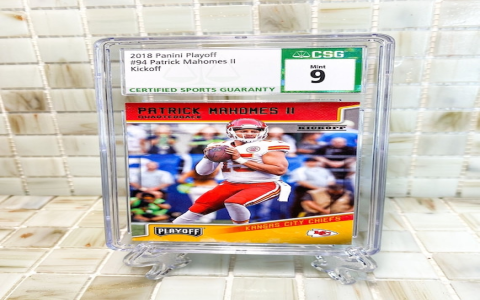 2018 Panini Playoff
#94 Patrick Mahomes II
Kickoff
CERTIFIED SPORTS GUARANTY
CSG
Mint
9
PATRICK MAHOMES II
QUARTERBACK
KICKOFF
PLAYOFF
KANSAS CITY CHIEFS